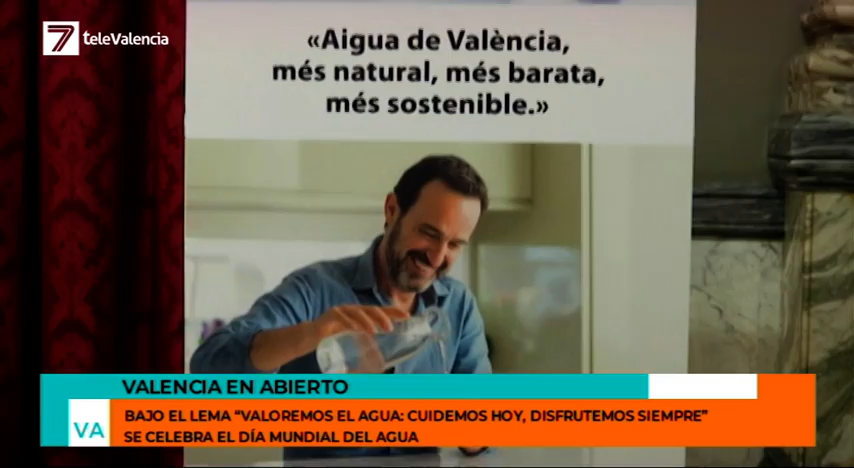 7 teleValencia
«Aigua de València,
més natural, més barata,
més sostenible.»
VALENCIA EN ABIERTO
VA
BAJO EL LEMA “VALOREMOS EL AGUA: CUIDEMOS HOY, DISFRUTEMOS SIEMPRE”
SE CELEBRA EL DÍA MUNDIAL DEL AGUA